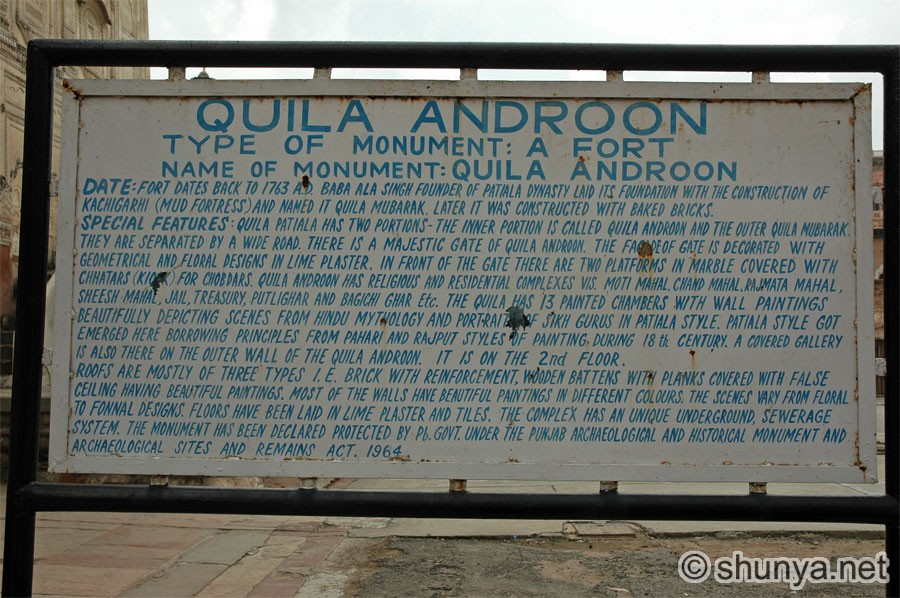 QUILA ANDROON
TYPE OF MONUMENT: A FORT
NAME OF MONUMENT: QUILA ANDROON
DATE: FORT DATES BACK TO 1763 A.D. BABA ALA SINGH FOUNDER OF PATALA DYNASTY LAID ITS FOUNDATION WITH THE CONSTRUCTION OF
KACHIGARHI (MUD FORTRESS) AND NAMED IT QUILA MUBARAK. LATER IT WAS CONSTRUCTED WITH BAKED BRICKS.
SPECIAL FEATURES: QUILA PATIALA HAS TWO PORTIONS- THE INNER PORTION IS CALLED QUILA ANDROON AND THE OUTER QUILA MUBARAK.
THEY ARE SEPARATED BY A WIDE ROAD. THERE IS A MAJESTIC GATE OF QUILA ANDROON. THE FACE OF GATE IS DECORATED WITH
GEOMETRICAL AND FLORAL DESIGNS IN LIME PLASTER. IN FRONT OF THE GATE THERE ARE TWO PLATFORMS IN MARBLE COVERED WITH
CHHATARS FOR CHOBDARS. QUILA ANDROON HAS RELIGIOUS AND RESIDENTIAL COMPLEXES VIS. MOTI MAHAL, CHAND MAHAL, RAJMATA MAHAL,
SHEESH MAHAL, JAIL, TREASURY, PUTLIGHAR AND BAGICHI GHAR Etc. THE QUILA HAS 13 PAINTED CHAMBERS WITH WALL PAINTINGS
BEAUTIFULLY DEPICTING SCENES FROM HINDU MYTHOLOGY AND PORTRAITS OF SIKH GURUS IN PATIALA STYLE. PATIALA STYLE GOT
EMERGED HERE BORROWING PRINCIPLES FROM PAHARI AND RAJPUT STYLES OF PAINTING, DURING 18th CENTURY. A COVERED GALLERY
IS ALSO THERE ON THE OUTER WALL OF THE QUILA ANDROON. IT IS ON THE 2nd FLOOR.
ROOFS ARE MOSTLY OF THREE TYPES I.E. BRICK WITH REINFORCEMENT, WOODEN BATTENS WITH PLANKS COVERED WITH FALSE
CEILING HAVING BEAUTIFUL PAINTINGS. MOST OF THE WALLS HAVE BEAUTIFUL PAINTINGS IN DIFFERENT COLOURS. THE SCENES VARY FROM FLORAL
TO FONNAL DESIGNS. FLOORS HAVE BEEN LAID IN LIME PLASTER AND TILES. THE COMPLEX HAS AN UNIQUE UNDERGROUND, SEWERAGE
SYSTEM. THE MONUMENT HAS BEEN DECLARED PROTECTED BY Pb. GOVT. UNDER THE PUNJAB ARCHAEOLOGICAL AND HISTORICAL MONUMENT AND
ARCHAEOLOGICAL SITES AND REMAINS ACT. 1964
© shunya.net